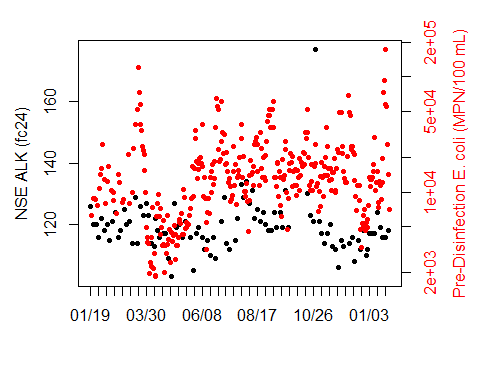 NSE ALK (fc24)
160
140
120
2e+05
5e+04
1e+04
2e+03
Pre-Disinfection E. coli (MPN/100 mL)
01/19 03/30 06/08 08/17 10/26 01/03